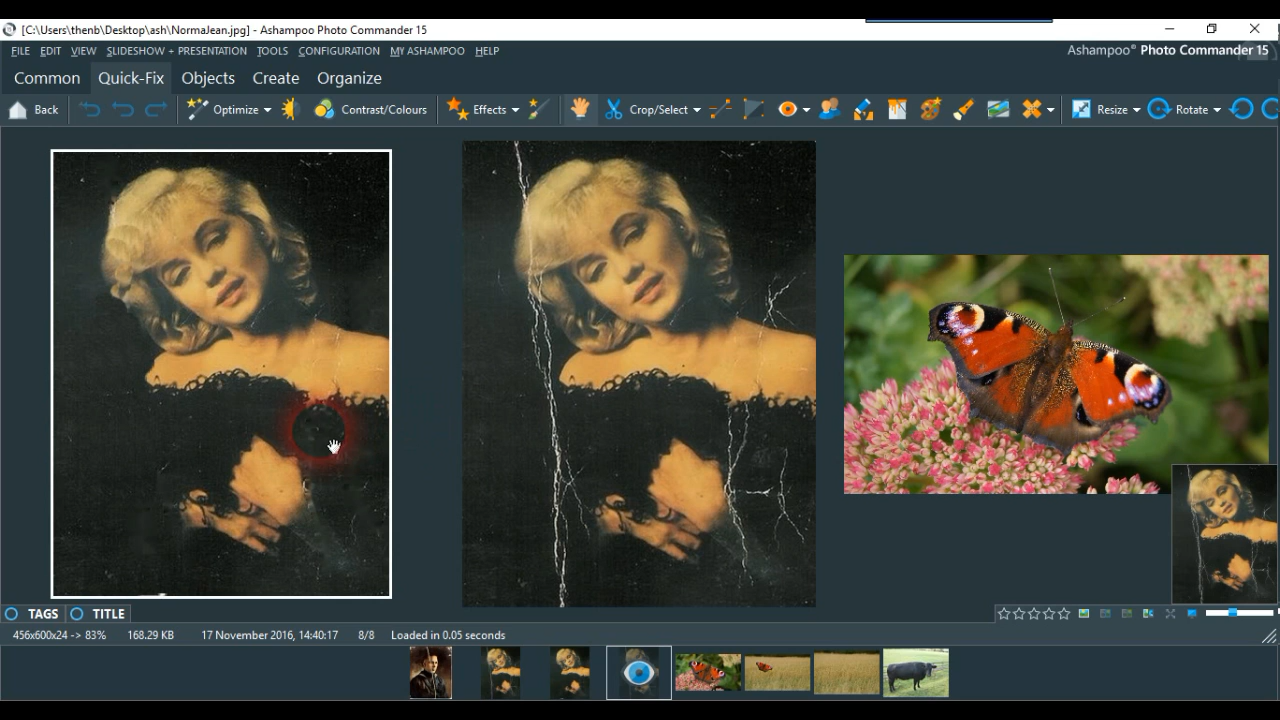 [C:\Users\thenb\Desktop\ash\NormaJean.jpg] - Ashampoo Photo Commander 15
FILE EDIT VIEW SLIDESHOW + PRESENTATION TOOLS CONFIGURATION MY ASHAMPOO HELP
Ashampoo® Photo Commander 15
Common Quick-Fix Objects Create Organize
Back Optimize Contrast/Colours Effects Crop/Select Resize Rotate
TAGS TITLE
456x600x24 -> 83% 168.29 KB 17 November 2016, 14:40:17 8/8 Loaded in 0.05 seconds